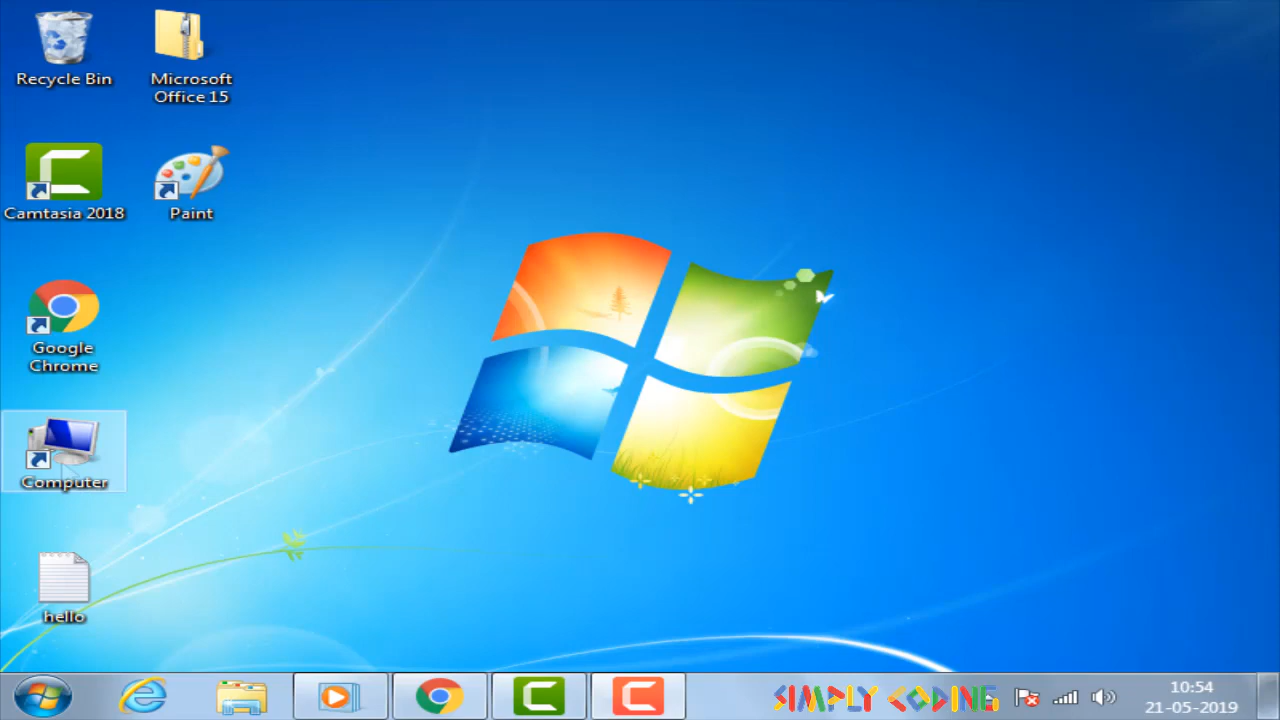 Recycle Bin
Microsoft
Office 15
Camtasia 2018
Paint
Google
Chrome
Computer
hello
SIMPLY CODING
10:54
21-05-2019